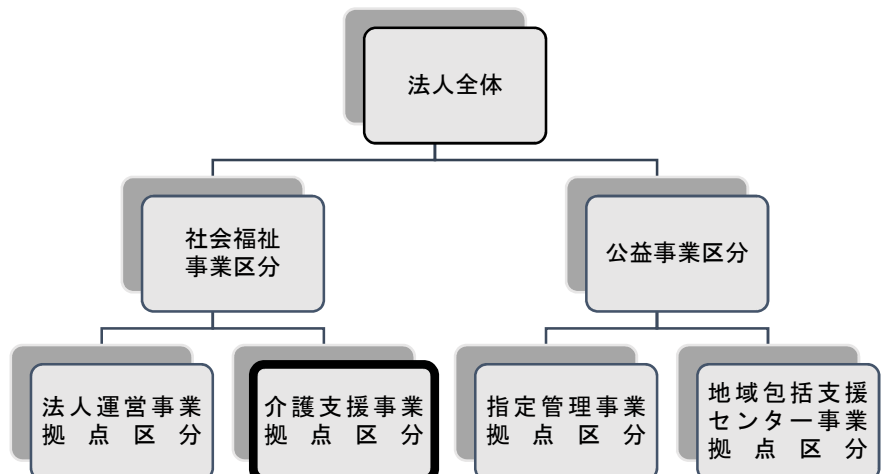 法人全体
社会福祉
事業区分
公益事業区分
法人運営事業
拠点区分
介護支援事業
拠点区分
指定管理事業
拠点区分
地域包括支援
センター事業
拠点区分